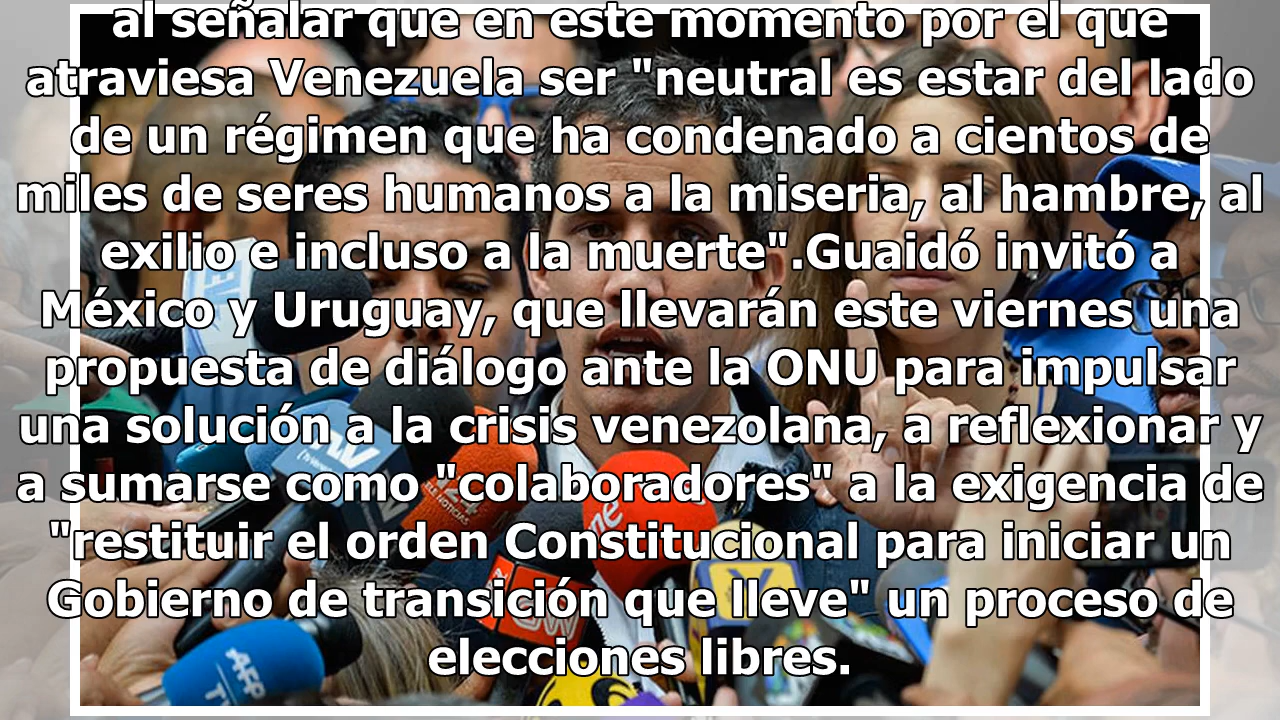 al señalar que en este momento por el que
atraviesa Venezuela ser "neutral es estar del lado
de un régimen que ha condenado a cientos de
miles de seres humanos a la miseria, al hambre, al
exilio e incluso a la muerte".Guaidó invitó a
México y Uruguay, que llevarán este viernes una
propuesta de diálogo ante la ONU para impulsar
una solución a la crisis venezolana, a reflexionar y
a sumarse como "colaboradores" a la exigencia de
"restituir el orden Constitucional para iniciar un
Gobierno de transición que lleve" un proceso de
elecciones libres.
AFP